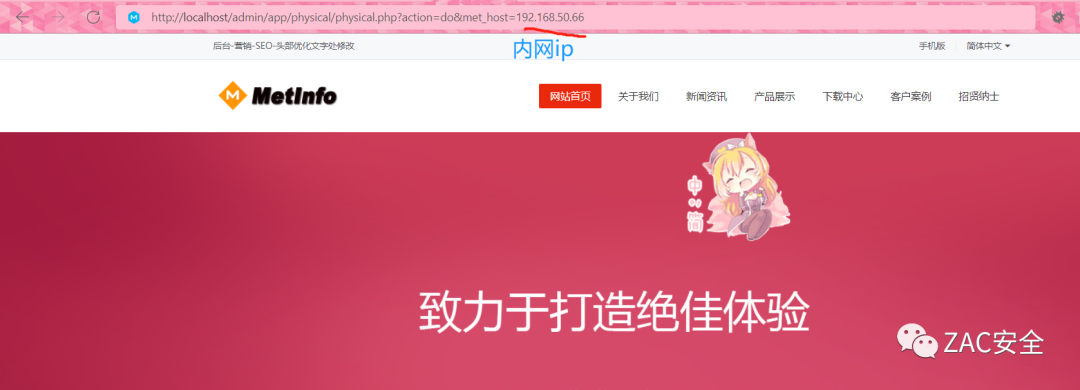 http://localhost/admin/app/physical/physical.php?action=do&met_host=192.168.50.66
后台-营销-SEO-头部优化文字处修改
内网ip
手机版 简体中文
M MetInfo
网站首页 关于我们 新闻资讯 产品展示 下载中心 客户案例 招贤纳士
中
简
致力于打造绝佳体验
ZAC安全